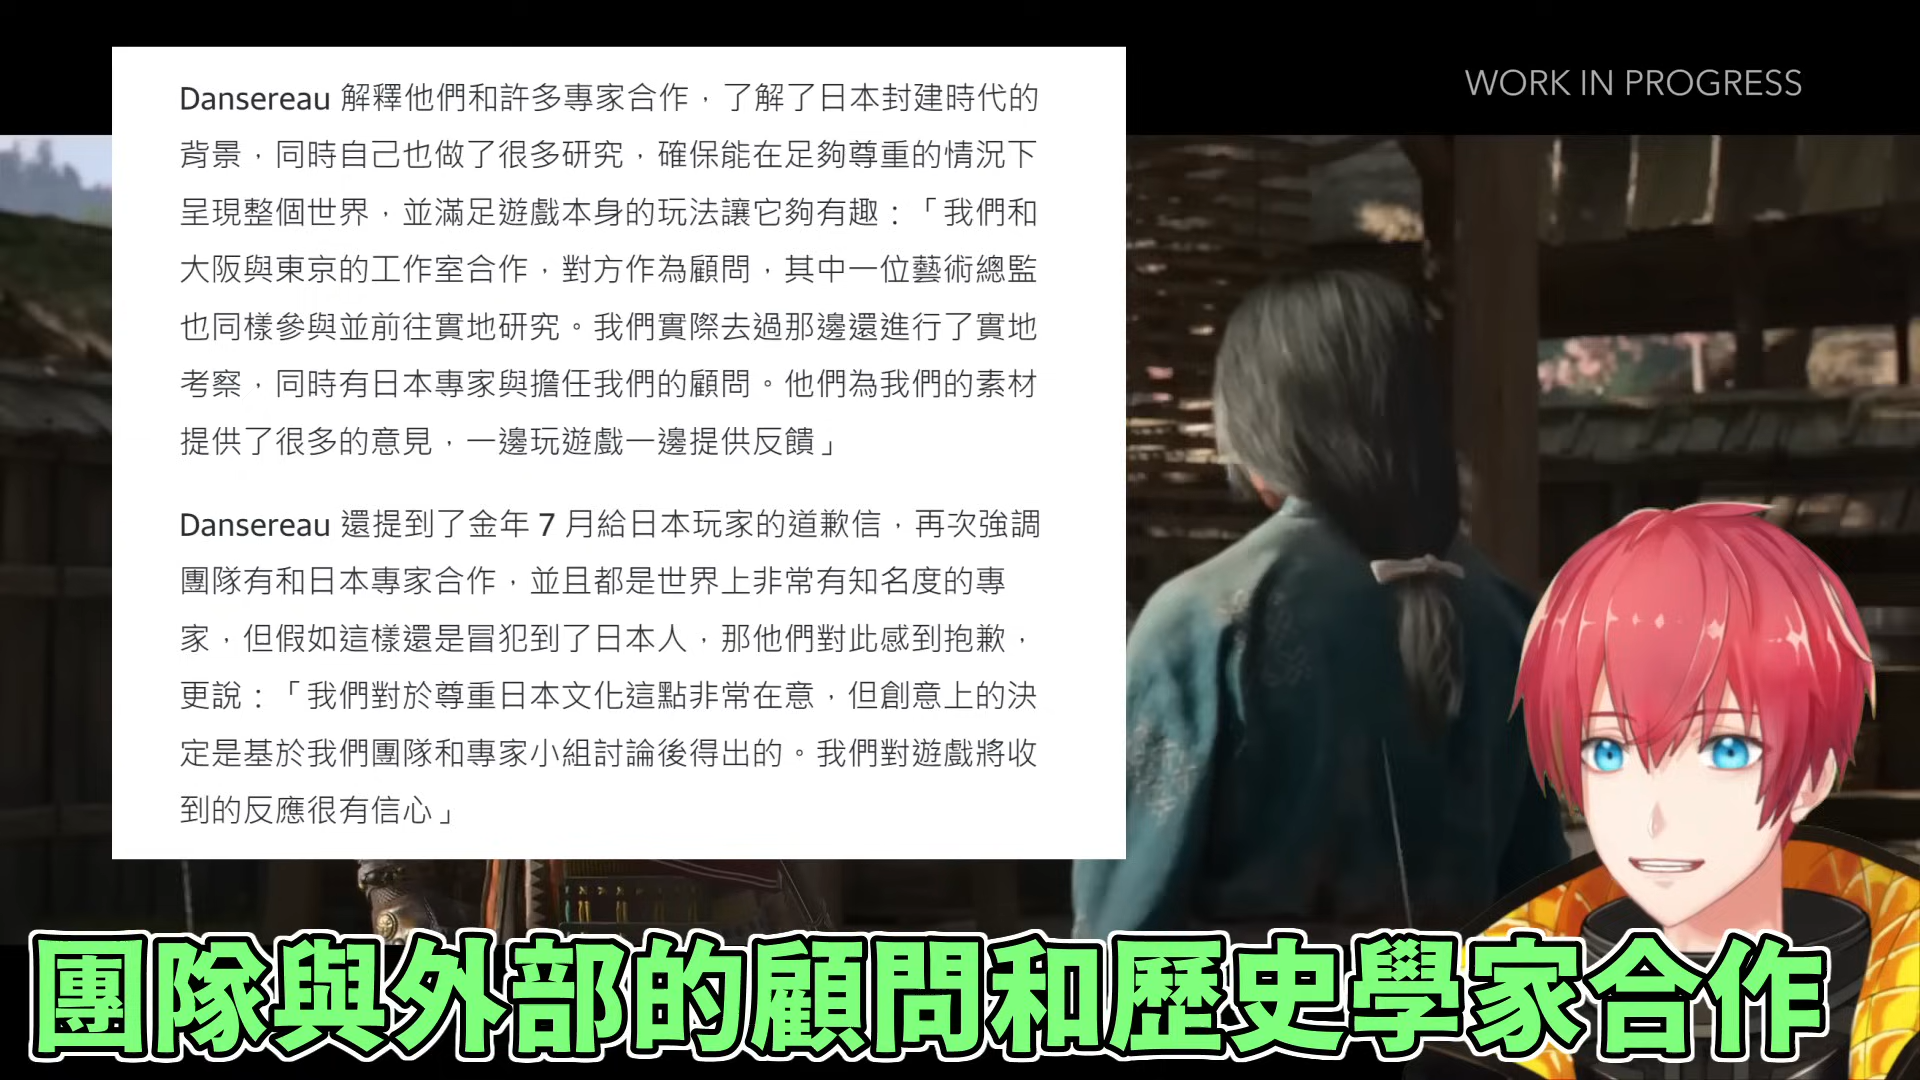 WORK IN PROGRESS
Dansereau 解釋他們和許多專家合作，了解了日本封建時代的
背景，同時自己也做了很多研究，確保能在足夠尊重的情況下
呈現整個世界，並滿足遊戲本身的玩法讓它夠有趣：「我們和
大阪與東京的工作室合作，對方作為顧問，其中一位藝術總監
也同樣參與並前往實地研究。我們實際去過那邊還進行了實地
考察，同時有日本專家與擔任我們的顧問。他們為我們的素材
提供了很多的意見，一邊玩遊戲一邊提供反饋」
Dansereau 還提到了金年 7 月給日本玩家的道歉信，再次強調
團隊有和日本專家合作，並且都是世界上非常有知名度的專
家，但假如這樣還是冒犯到了日本人，那他們對此感到抱歉，
更說：「我們對於尊重日本文化這點非常在意，但創意上的決
定是基於我們團隊和專家小組討論後得出的。我們對遊戲將收
到的反應很有信心」
團隊與外部的顧問和歷史學家合作